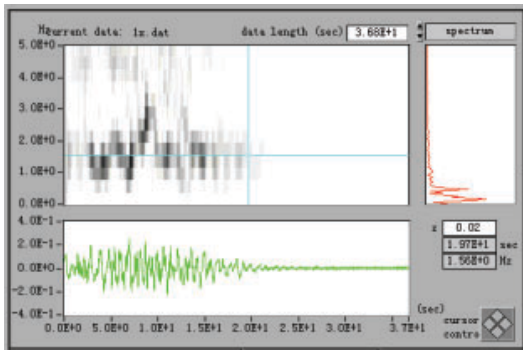 Hz
current data: 1z.dat data length (sec) 3.68E+1 spectrum
5.0E+0
4.0E+0
3.0E+0
2.0E+0
1.0E+0
0.0E+0
4.0E-1
2.0E-1
0.0E+0
-2.0E-1
-4.0E-1
0.0E+0 5.0E+0 1.0E+1 1.5E+1 2.0E+1 2.5E+1 3.0E+1 3.7E+1
(sec)
z 0.02
1.97E+1 sec
1.56E+0 Hz
cursor
contro